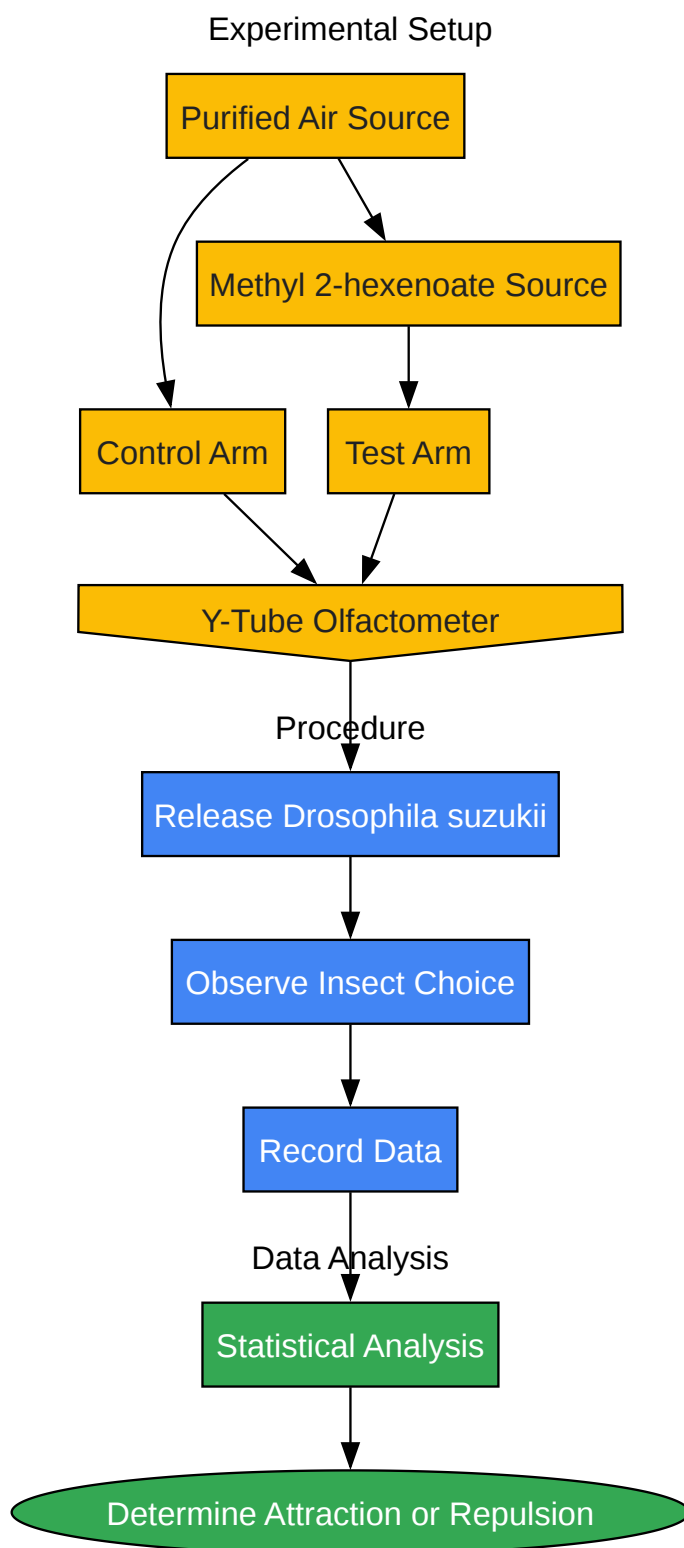 Experimental Setup
Purified Air Source
Methyl 2-hexenoate Source
Control Arm
Test Arm
Y-Tube Olfactometer
Procedure
Release Drosophila suzukii
Observe Insect Choice
Record Data
Data Analysis
Statistical Analysis
Determine Attraction or Repulsion